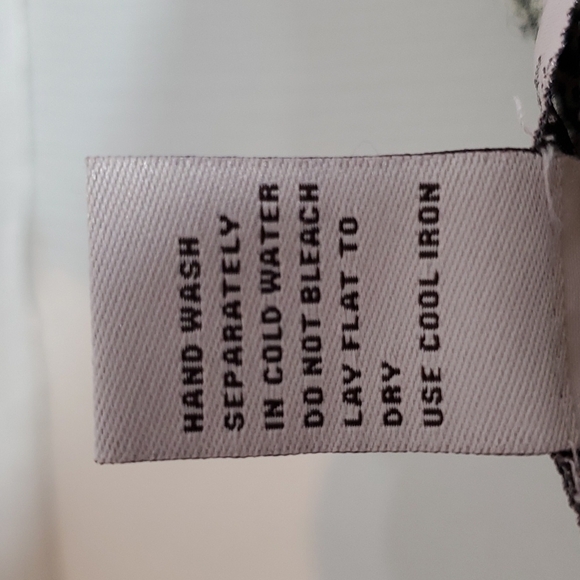 HAND WASH
SEPARATELY
IN COLD WATER
DO NOT BLEACH
LAY FLAT TO
DRY
USE COOL IRON